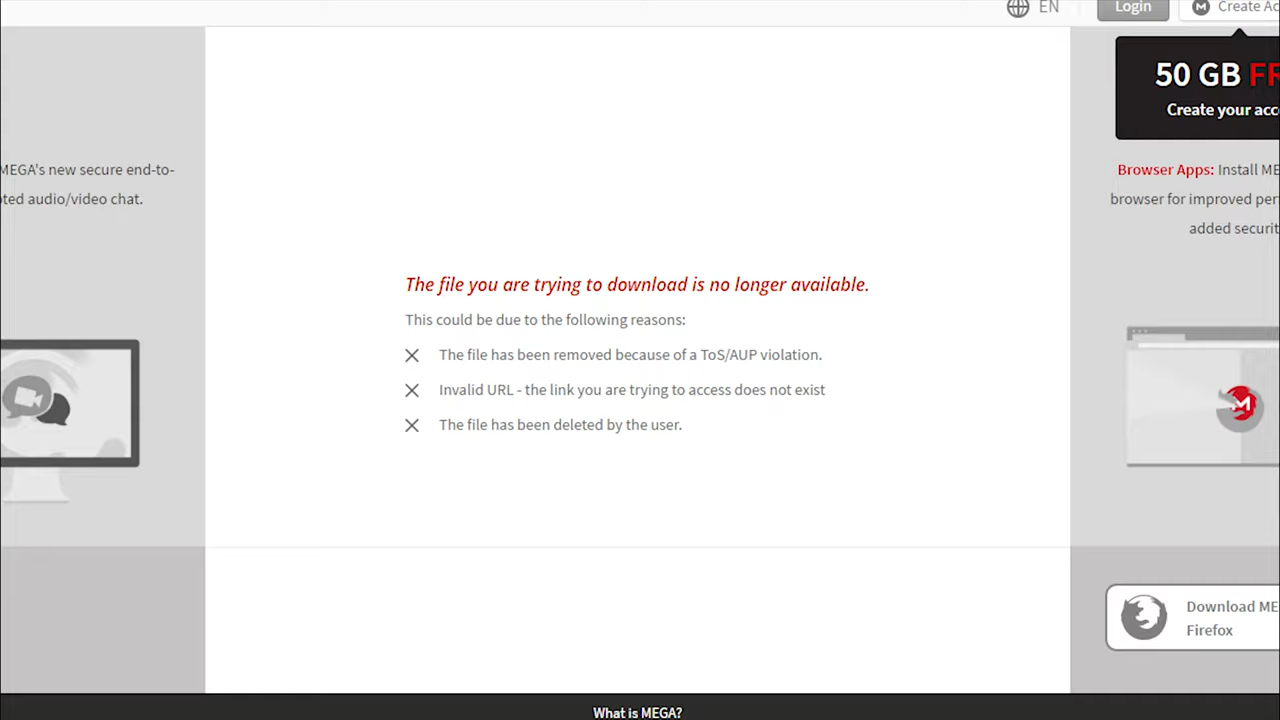 EN
Login
Create Ac
50 GB FR
Create your acc
MEGA's new secure end-to-
ted audio/video chat.
Browser Apps: Install ME
browser for improved per
added securit
The file you are trying to download is no longer available.
This could be due to the following reasons:
The file has been removed because of a ToS/AUP violation.
Invalid URL - the link you are trying to access does not exist
The file has been deleted by the user.
Download ME
Firefox
What is MEGA?